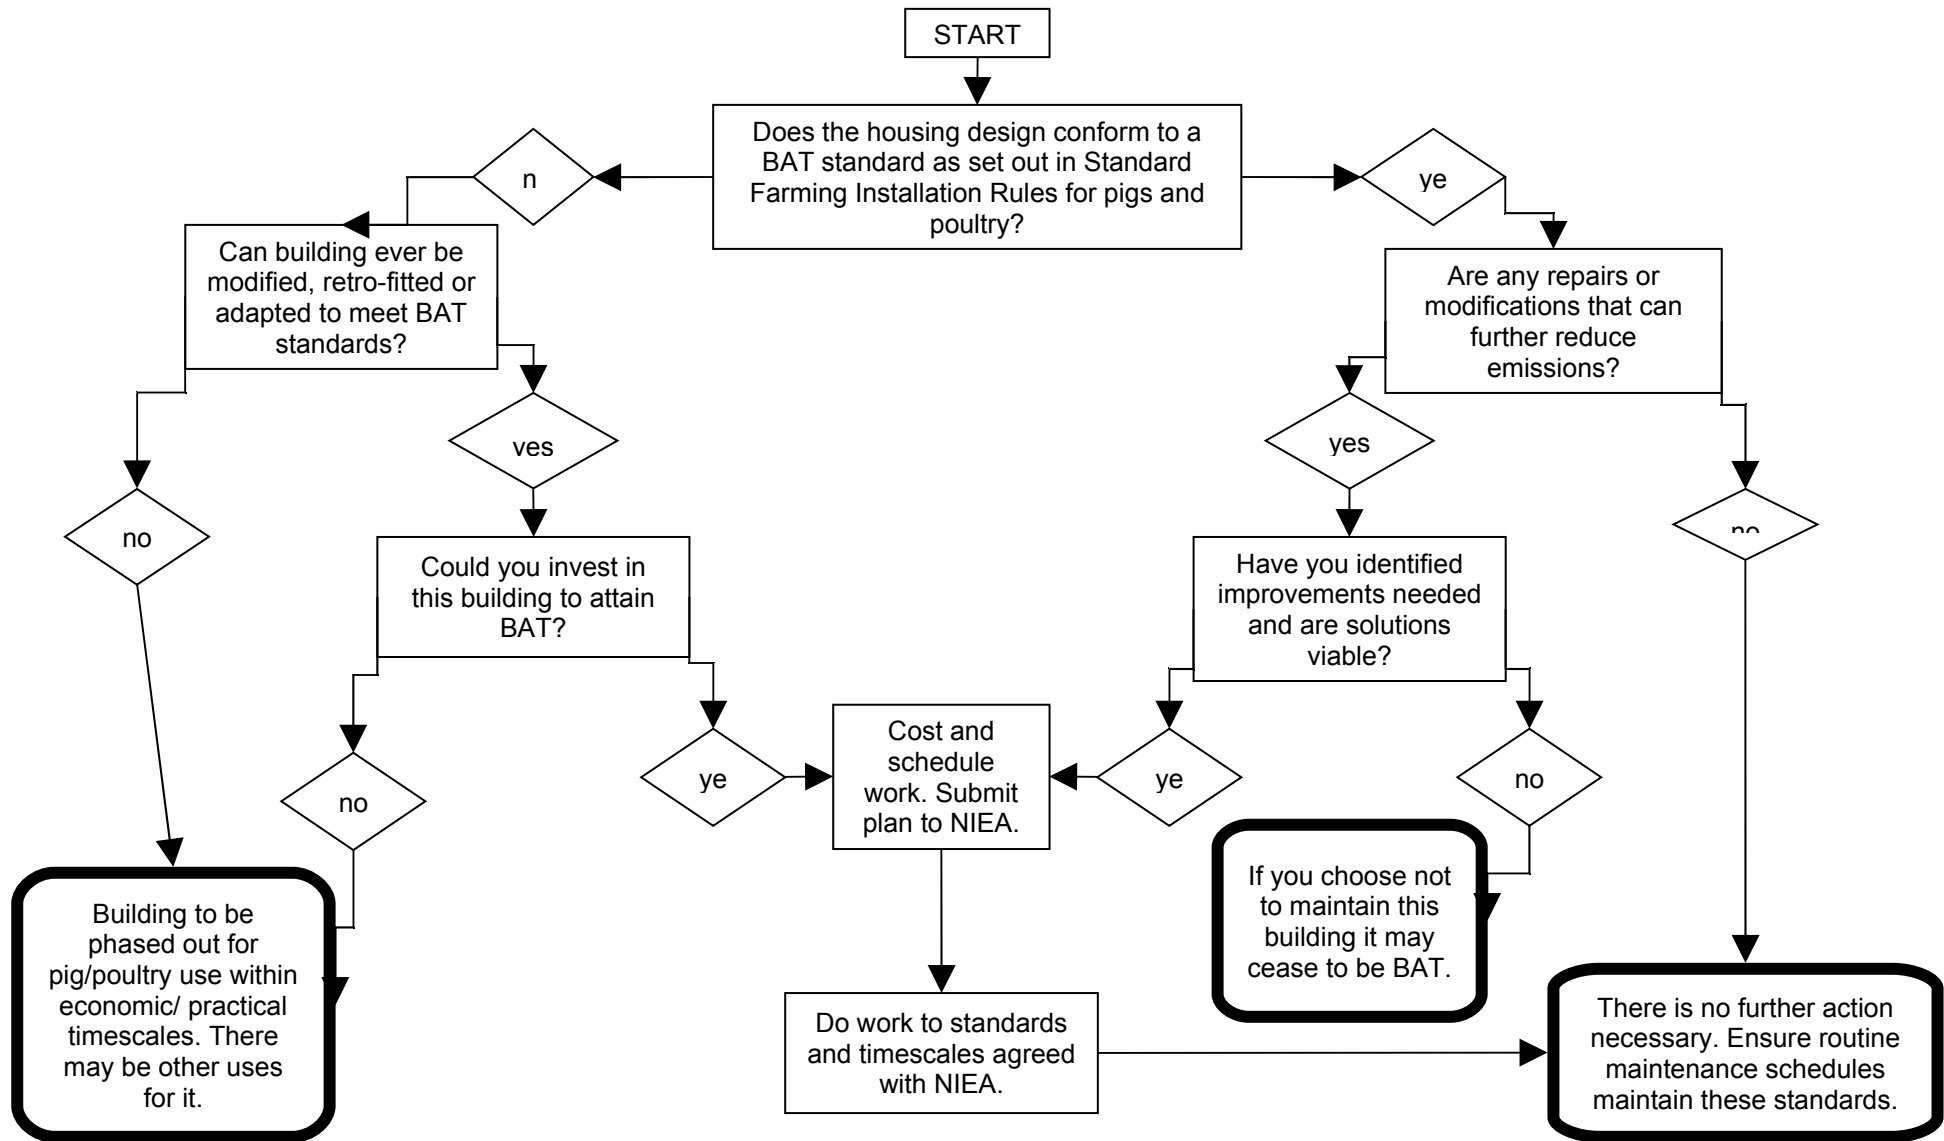 START
Does the housing design conform to a
BAT standard as set out in Standard
Farming Installation Rules for pigs and
poultry?
n
ye
Can building ever be
modified, retro-fitted or
adapted to meet BAT
standards?
Are any repairs or
modifications that can
further reduce
emissions?
yes
yes
no
no
Could you invest in
this building to attain
BAT?
Have you identified
improvements needed
and are solutions
viable?
no
ye
Cost and
schedule
work. Submit
plan to NIEA.
ye
no
Building to be
phased out for
pig/poultry use within
economic/ practical
timescales. There
may be other uses
for it.
If you choose not
to maintain this
building it may
cease to be BAT.
Do work to standards
and timescales agreed
with NIEA.
There is no further action
necessary. Ensure routine
maintenance schedules
maintain these standards.